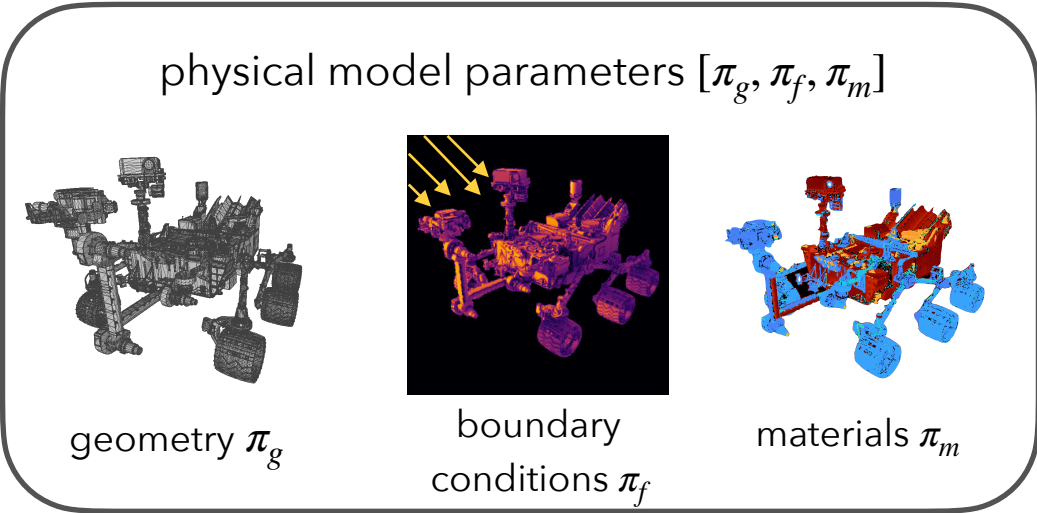 physical model parameters [π_g, π_f, π_m]
geometry π_g
boundary
conditions π_f
materials π_m